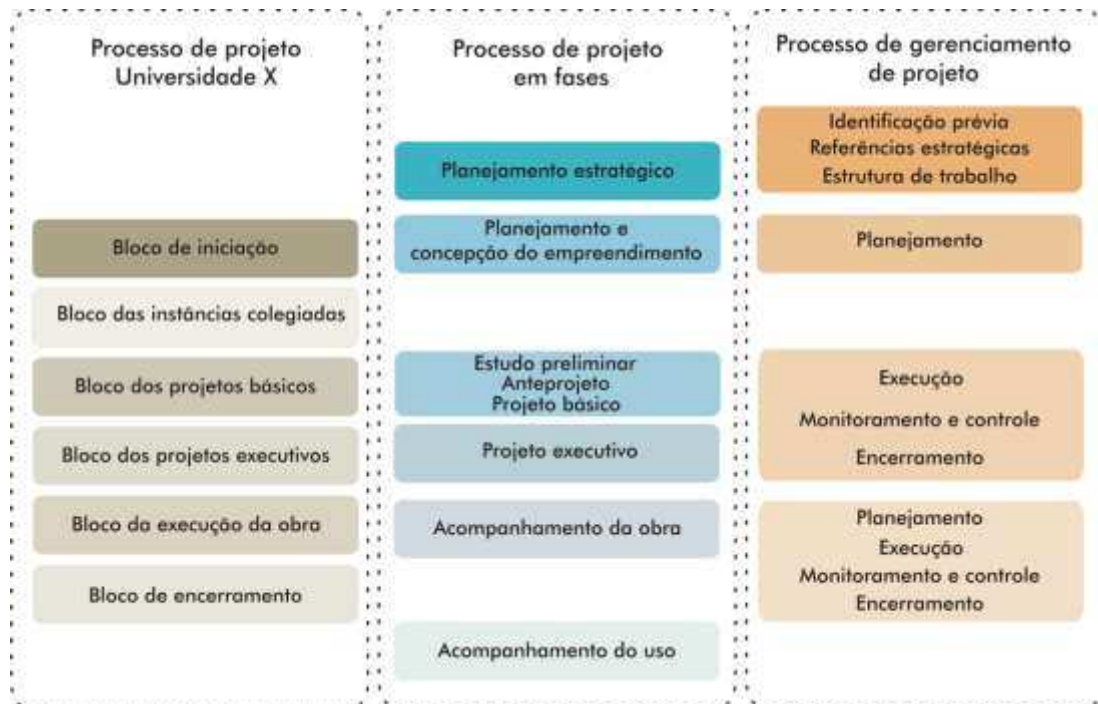 Processo de projeto
Universidade X
Bloco de iniciação
Bloco das instâncias colegiadas
Bloco dos projetos básicos
Bloco dos projetos executivos
Bloco da execução da obra
Bloco de encerramento
Processo de projeto
em fases
Planejamento estratégico
Planejamento e
concepção do empreendimento
Estudo preliminar
Anteprojeto
Projeto básico
Projeto executivo
Acompanhamento da obra
Acompanhamento do uso
Processo de gerenciamento
de projeto
Identificação prévia
Referências estratégicas
Estrutura de trabalho
Planejamento
Execução
Monitoramento e controle
Encerramento
Planejamento
Execução
Monitoramento e controle
Encerramento